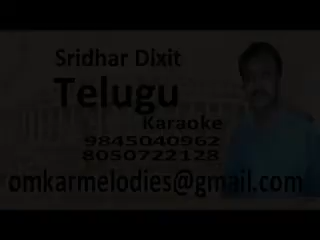 Sridhar Dixit
Telugu
Karaoke
9845040962
8050722128
omkarmelodies@gmail.com